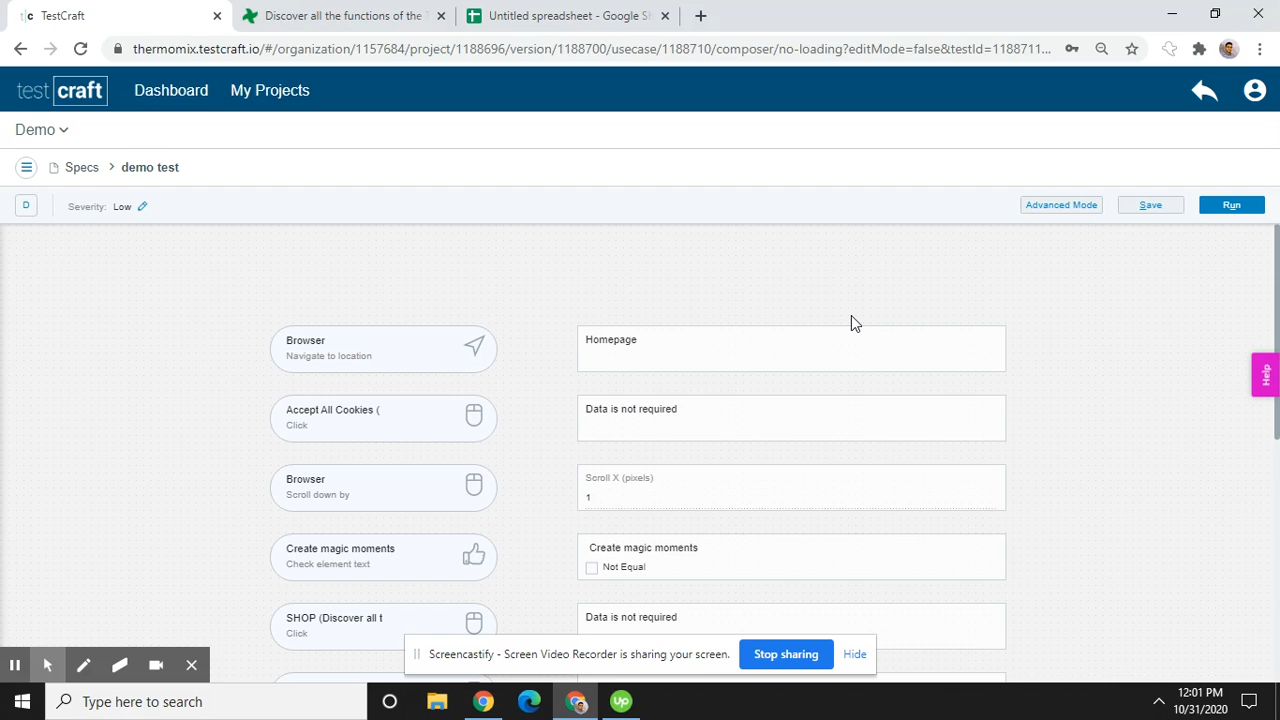 TestCraft
Discover all the functions of the
Untitled spreadsheet - Google Sh
thermomix.testcraft.io/#/organization/1157684/project/1188696/version/1188700/usecase/1188710/composer/no-loading?editMode=false&testId=1188711...
test craft
Dashboard
My Projects
Demo
Specs > demo test
D
Severity: Low
Advanced Mode
Save
Run
Browser
Navigate to location
Homepage
Accept All Cookies (
Click
Data is not required
Browser
Scroll down by
Scroll X (pixels)
1
Create magic moments
Check element text
Create magic moments
Not Equal
SHOP (Discover all t
Click
Data is not required
Help
Screencastify - Screen Video Recorder is sharing your screen.
Stop sharing
Hide
Type here to search
up
12:01 PM
10/31/2020